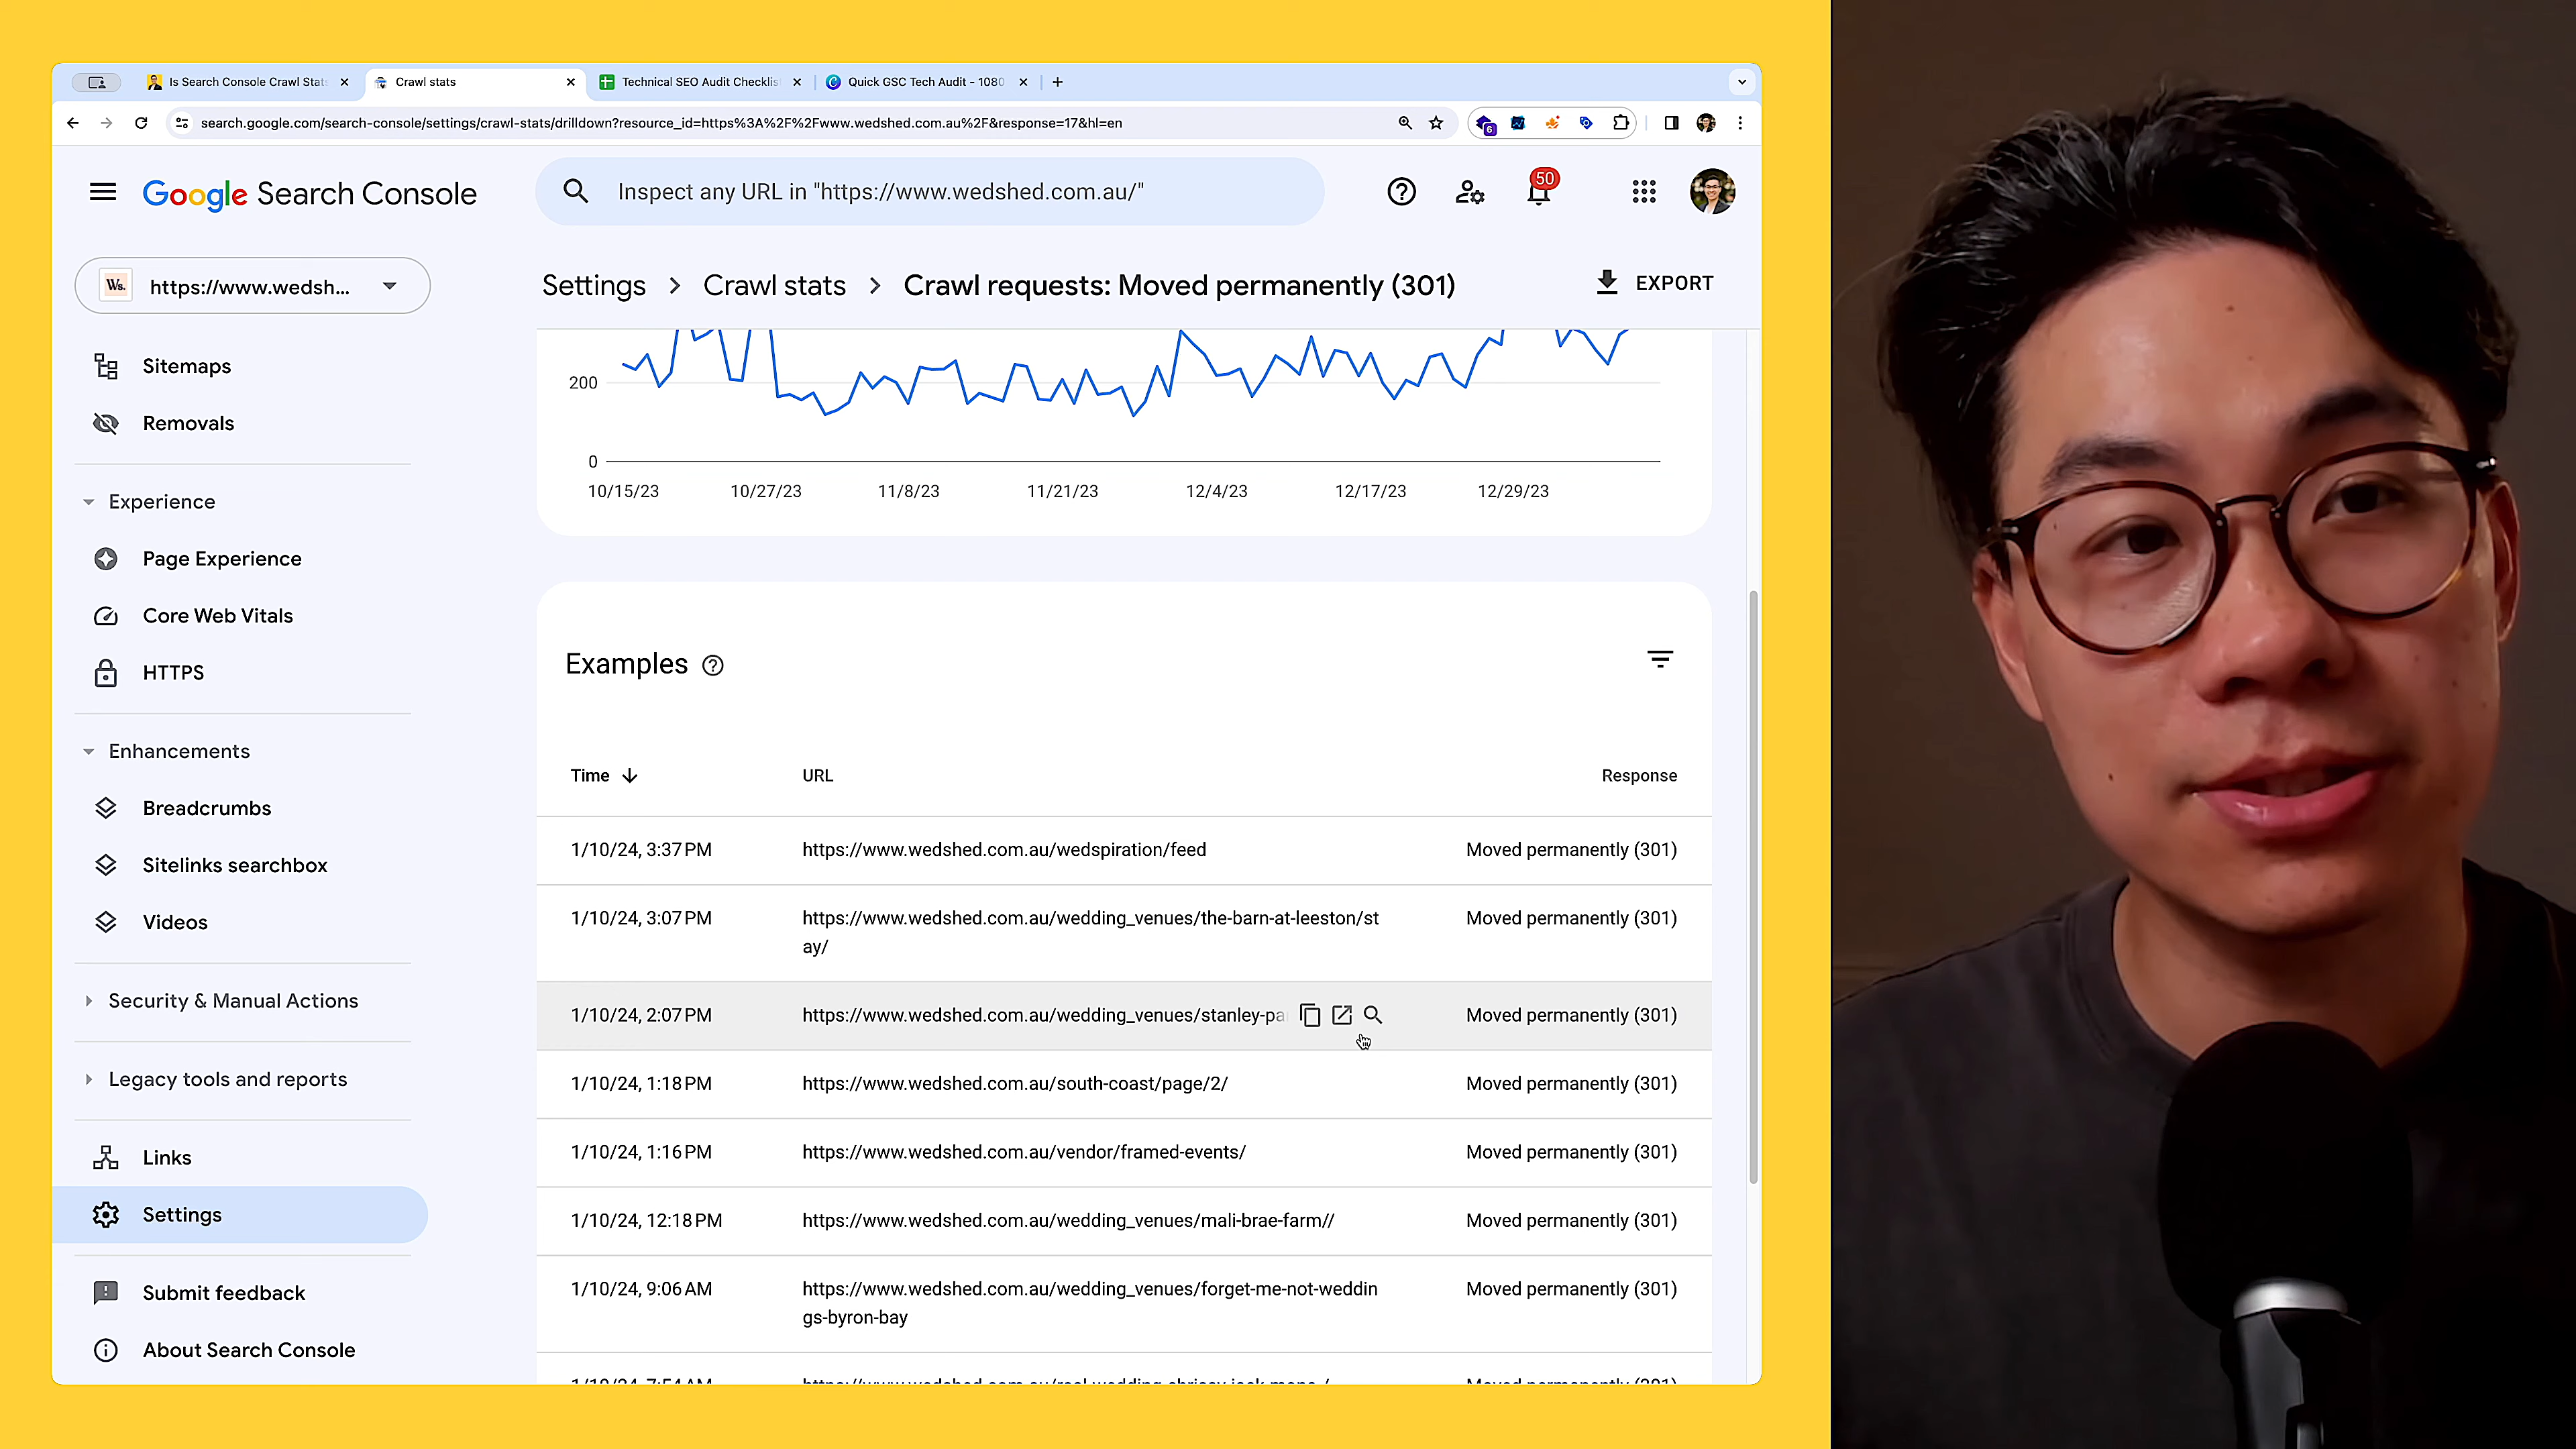 Is Search Console Crawl Stats
Crawl stats
Technical SEO Audit Checklis
Quick GSC Tech Audit - 1080
search.google.com/search-console/settings/crawl-stats/drilldown?resource_id=https%3A%2F%2Fwww.wedshed.com.au%2F&response=17&hl=en
6
Google Search Console
Inspect any URL in "https://www.wedshed.com.au/"
50
Ws.
https://www.wedsh...
Settings > Crawl stats > Crawl requests: Moved permanently (301)
EXPORT
Sitemaps
Removals
Experience
Page Experience
Core Web Vitals
HTTPS
Enhancements
Breadcrumbs
Sitelinks searchbox
Videos
Security & Manual Actions
Legacy tools and reports
Links
Settings
Submit feedback
About Search Console
200
0
10/15/23 10/27/23 11/8/23 11/21/23 12/4/23 12/17/23 12/29/23
Examples
Time URL Response
1/10/24, 3:37 PM https://www.wedshed.com.au/wedspiration/feed Moved permanently (301)
1/10/24, 3:07 PM https://www.wedshed.com.au/wedding_venues/the-barn-at-leeston/st Moved permanently (301)
ay/
1/10/24, 2:07 PM https://www.wedshed.com.au/wedding_venues/stanley-pa Moved permanently (301)
1/10/24, 1:18 PM https://www.wedshed.com.au/south-coast/page/2/ Moved permanently (301)
1/10/24, 1:16 PM https://www.wedshed.com.au/vendor/framed-events/ Moved permanently (301)
1/10/24, 12:18 PM https://www.wedshed.com.au/wedding_venues/mali-brae-farm// Moved permanently (301)
1/10/24, 9:06 AM https://www.wedshed.com.au/wedding_venues/forget-me-not-weddin Moved permanently (301)
gs-byron-bay